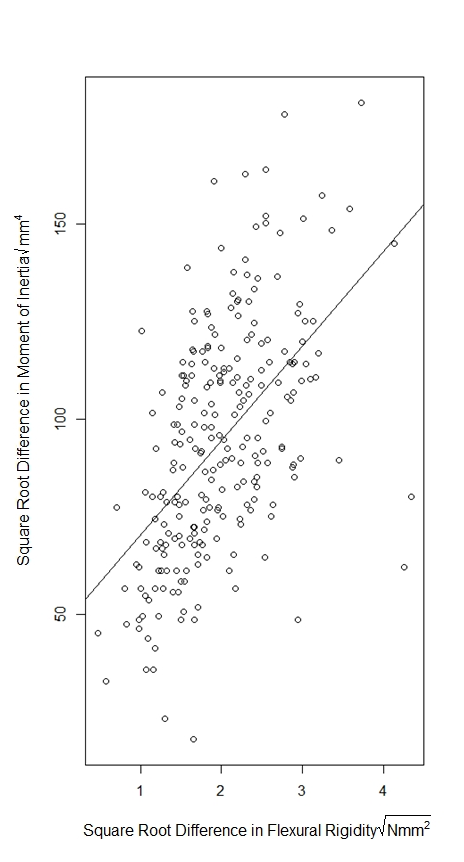 Square Root Difference in Moment of Inertia√mm⁴
150
100
50
1 2 3 4
Square Root Difference in Flexural Rigidity√Nmm²